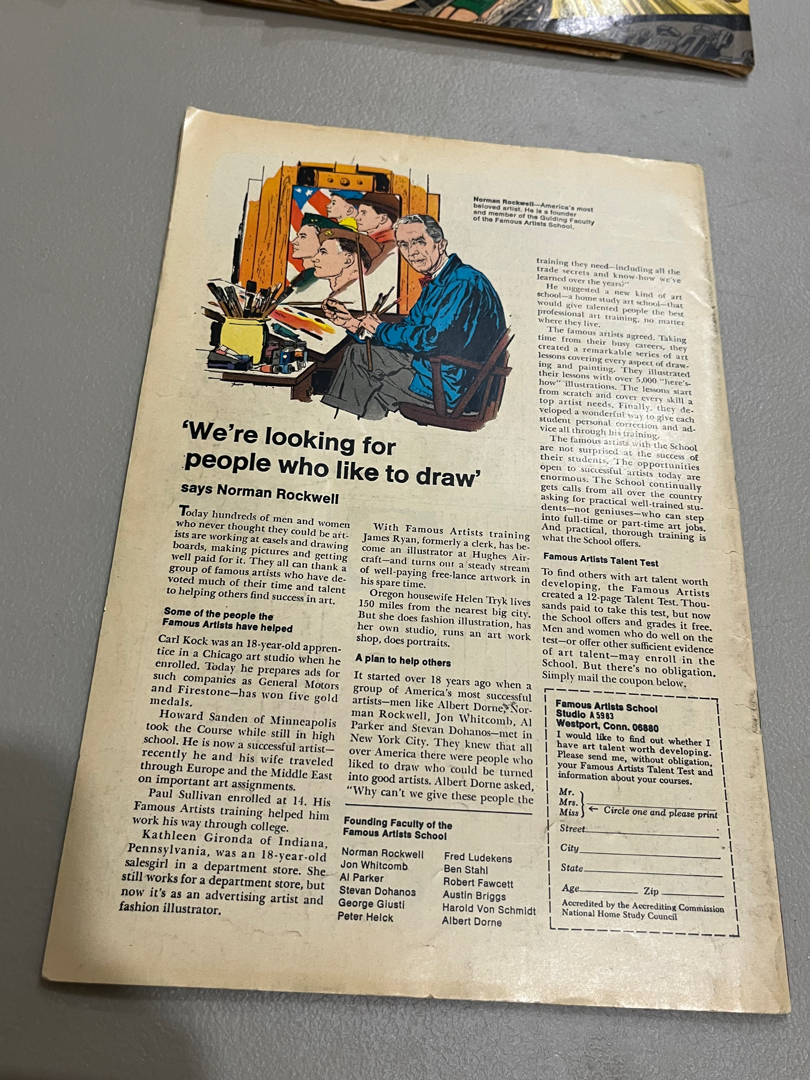 Norman Rockwell—America's most
beloved artist. He is a founder
and member of the Guiding Faculty
of the Famous Artists School.
'We're looking for
people who like to draw'
says Norman Rockwell
Today hundreds of men and women
who never thought they could be art-
ists are working at easels and drawing
boards, making pictures and getting
well paid for it. They all can thank a
group of famous artists who have de-
voted much of their time and talent
to helping others find success in art.
Some of the people the
Famous Artists have helped
Carl Kock was an 18-year-old appren-
tice in a Chicago art studio when he
enrolled. Today he prepares ads for
such companies as General Motors
and Firestone—has won five gold
medals.
Howard Sanden of Minneapolis
took the Course while still in high
school. He is now a successful artist—
recently he and his wife traveled
through Europe and the Middle East
on important art assignments.
Paul Sullivan enrolled at 14. His
Famous Artists training helped him
work his way through college.
Kathleen Gironda of Indiana,
Pennsylvania, was an 18-year-old
salesgirl in a department store. She
still works for a department store, but
now it's as an advertising artist and
fashion illustrator.
With Famous Artists training
James Ryan, formerly a clerk, has be-
come an illustrator at Hughes Air-
craft—and turns out a steady stream
of well-paying free-lance artwork in
his spare time.
Oregon housewife Helen Tryk lives
150 miles from the nearest big city.
But she does fashion illustration, has
her own studio, runs an art work
shop, does portraits.
A plan to help others
It started over 18 years ago when a
group of America's most successful
artists—men like Albert Dorne, Nor-
man Rockwell, Jon Whitcomb, Al
Parker and Stevan Dohanos—met in
New York City. They knew that all
over America there were people who
liked to draw who could be turned
into good artists. Albert Dorne asked,
"Why can't we give these people the
training they need—including all the
trade secrets and know-how we've
learned over the years?"
He suggested a new kind of art
school—a home study art school—that
would give talented people the best
professional art training, no matter
where they live.
The famous artists agreed. Taking
time from their busy careers, they
created a remarkable series of art
lessons covering every aspect of draw-
ing and painting. They illustrated
their lessons with over 5,000 "here's-
how" illustrations. The lessons start
from scratch and cover every skill a
top artist needs. Finally, they de-
veloped a wonderful way to give each
student personal correction and ad-
vice all through his training.
The famous artists with the School
are not surprised at the success of
their students. The opportunities
open to successful artists today are
enormous. The School continually
gets calls from all over the country
asking for practical well-trained stu-
dents—not geniuses—who can step
into full-time or part-time art jobs.
And practical, thorough training is
what the School offers.
Famous Artists Talent Test
To find others with art talent worth
developing, the Famous Artists
created a 12-page Talent Test. Thou-
sands paid to take this test, but now
the School offers and grades it free.
Men and women who do well on the
test—or offer other sufficient evidence
of art talent—may enroll in the
School. But there's no obligation.
Simply mail the coupon below.
Founding Faculty of the
Famous Artists School
Norman Rockwell
Jon Whitcomb
Al Parker
Stevan Dohanos
George Giusti
Peter Helck
Fred Ludekens
Ben Stahl
Robert Fawcett
Austin Briggs
Harold Von Schmidt
Albert Dorne
Famous Artists School
Studio A5983
Westport, Conn. 06880
I would like to find out whether I
have art talent worth developing.
Please send me, without obligation,
your Famous Artists Talent Test and
information about your courses.
Mr.
Mrs.
Miss
← Circle one and please print
Street
City
State
Age Zip
Accredited by the Accrediting Commission
National Home Study Council